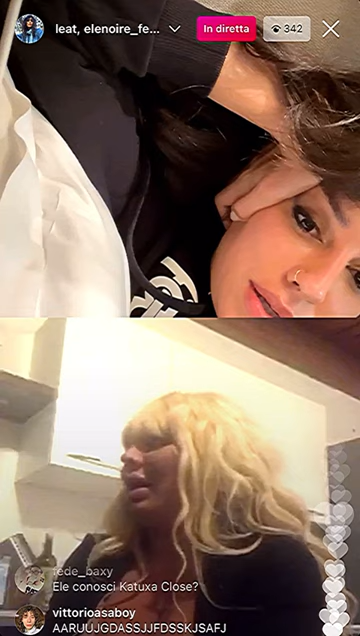 leat, elenoire_fe...
In diretta
342
fede_baxy
Ele conosci Katuxa Close?
vittorioasaboy
AARUUJGDASSJJFDSSKJSAFJ